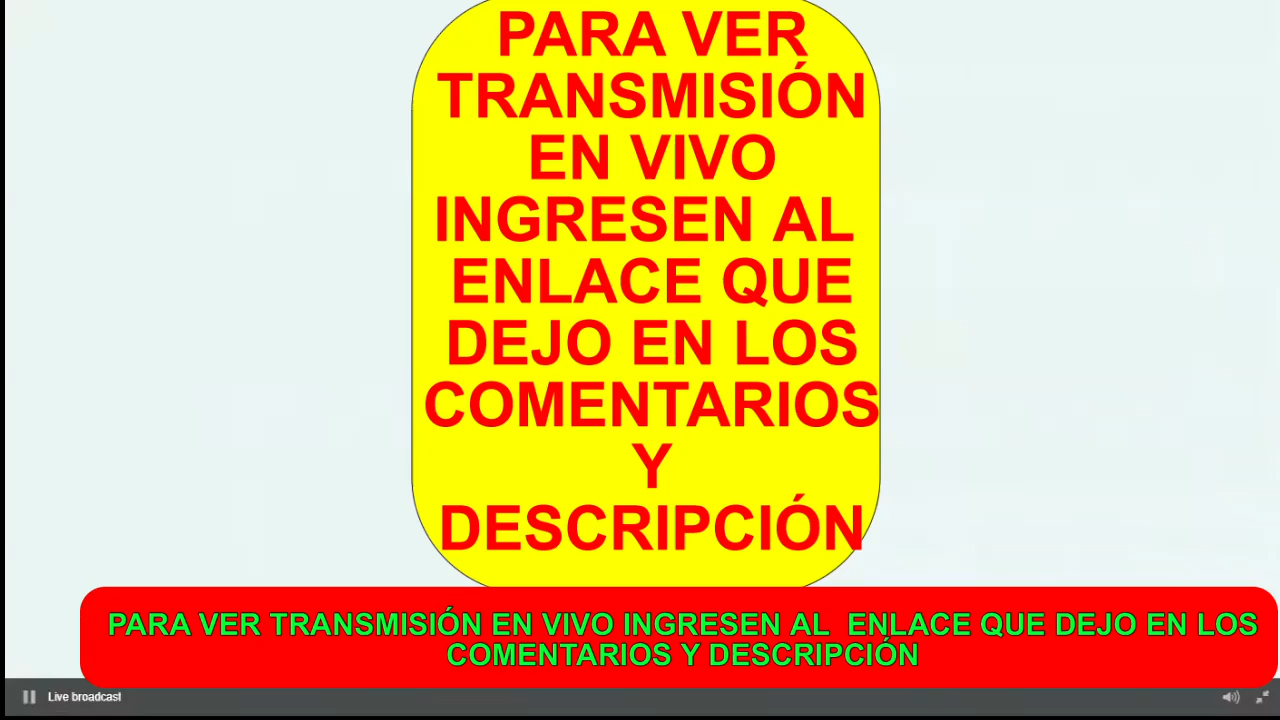 PARA VER
TRANSMISIÓN
EN VIVO
INGRESEN AL
ENLACE QUE
DEJO EN LOS
COMENTARIOS
Y
DESCRIPCIÓN
PARA VER TRANSMISIÓN EN VIVO INGRESEN AL ENLACE QUE DEJO EN LOS
COMENTARIOS Y DESCRIPCIÓN
Live broadcast